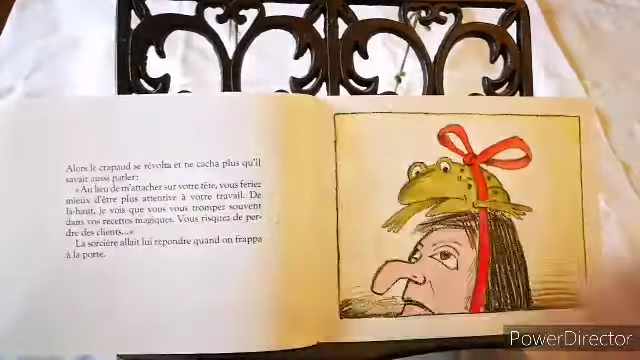 Alors le crapaud se révolta et ne cacha plus qu'il
savait aussi parler:
« Au lieu de m'attacher sur votre tête, vous feriez
mieux d'être plus attentive à votre travail. De
là-haut, je vois que vous vous trompez souvent
dans vos recettes magiques. Vous risquez de per-
dre des clients...»
La sorcière allait lui répondre quand on frappa
à la porte.
PowerDirector